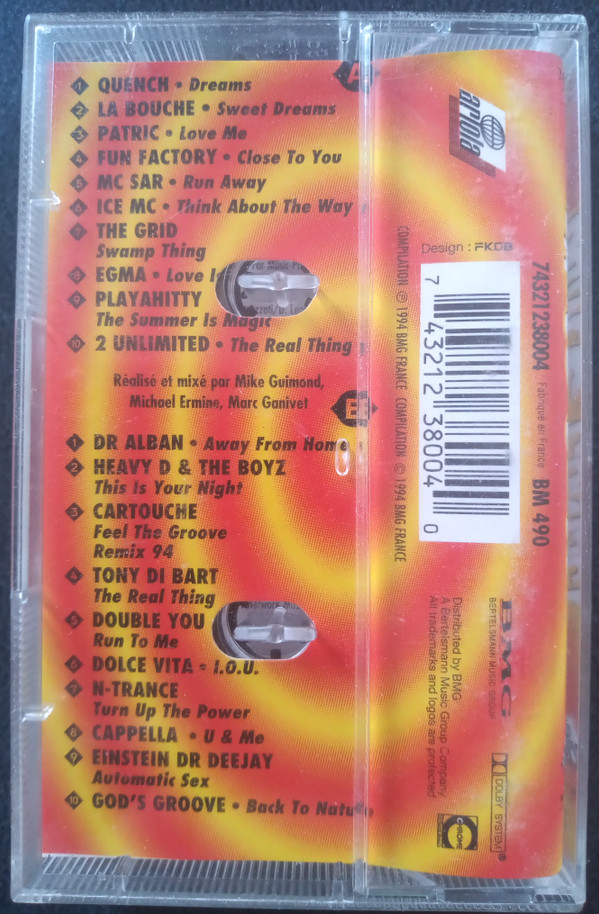 A
1 QUENCH • Dreams
2 LA BOUCHE • Sweet Dreams
3 PATRIC • Love Me
4 FUN FACTORY • Close To You
5 MC SAR • Run Away
6 ICE MC • Think About The Way
7 THE GRID
Swamp Thing
8 EGMA • Love Is
9 PLAYAHITTY
The Summer Is Magic
10 2 UNLIMITED • The Real Thing
Réalisé et mixé par Mike Guimond,
Michael Ermine, Marc Ganivet
B
1 DR ALBAN • Away From Home
2 HEAVY D & THE BOYZ
This Is Your Night
3 CARTOUCHE
Feel The Groove
Remix 94
4 TONY DI BART
The Real Thing
5 DOUBLE YOU
Run To Me
6 DOLCE VITA • I.O.U.
7 N-TRANCE
Turn Up The Power
8 CAPPELLA • U & Me
9 EINSTEIN DR DEEJAY
Automatic Sex
10 GOD'S GROOVE • Back To Nature
ariola
Design : FKGB
COMPILATION ℗ 1994 BMG FRANCE COMPILATION © 1994 BMG FRANCE
7 43212 38004 0
74321238004 Fabriqué en France BM 490
BMG
BERTELSMANN MUSIC GROUP
Distributed by BMG
A Bertelsmann Music Group Company
All trademarks and logos are protected
DOLBY SYSTEM®
CHROME